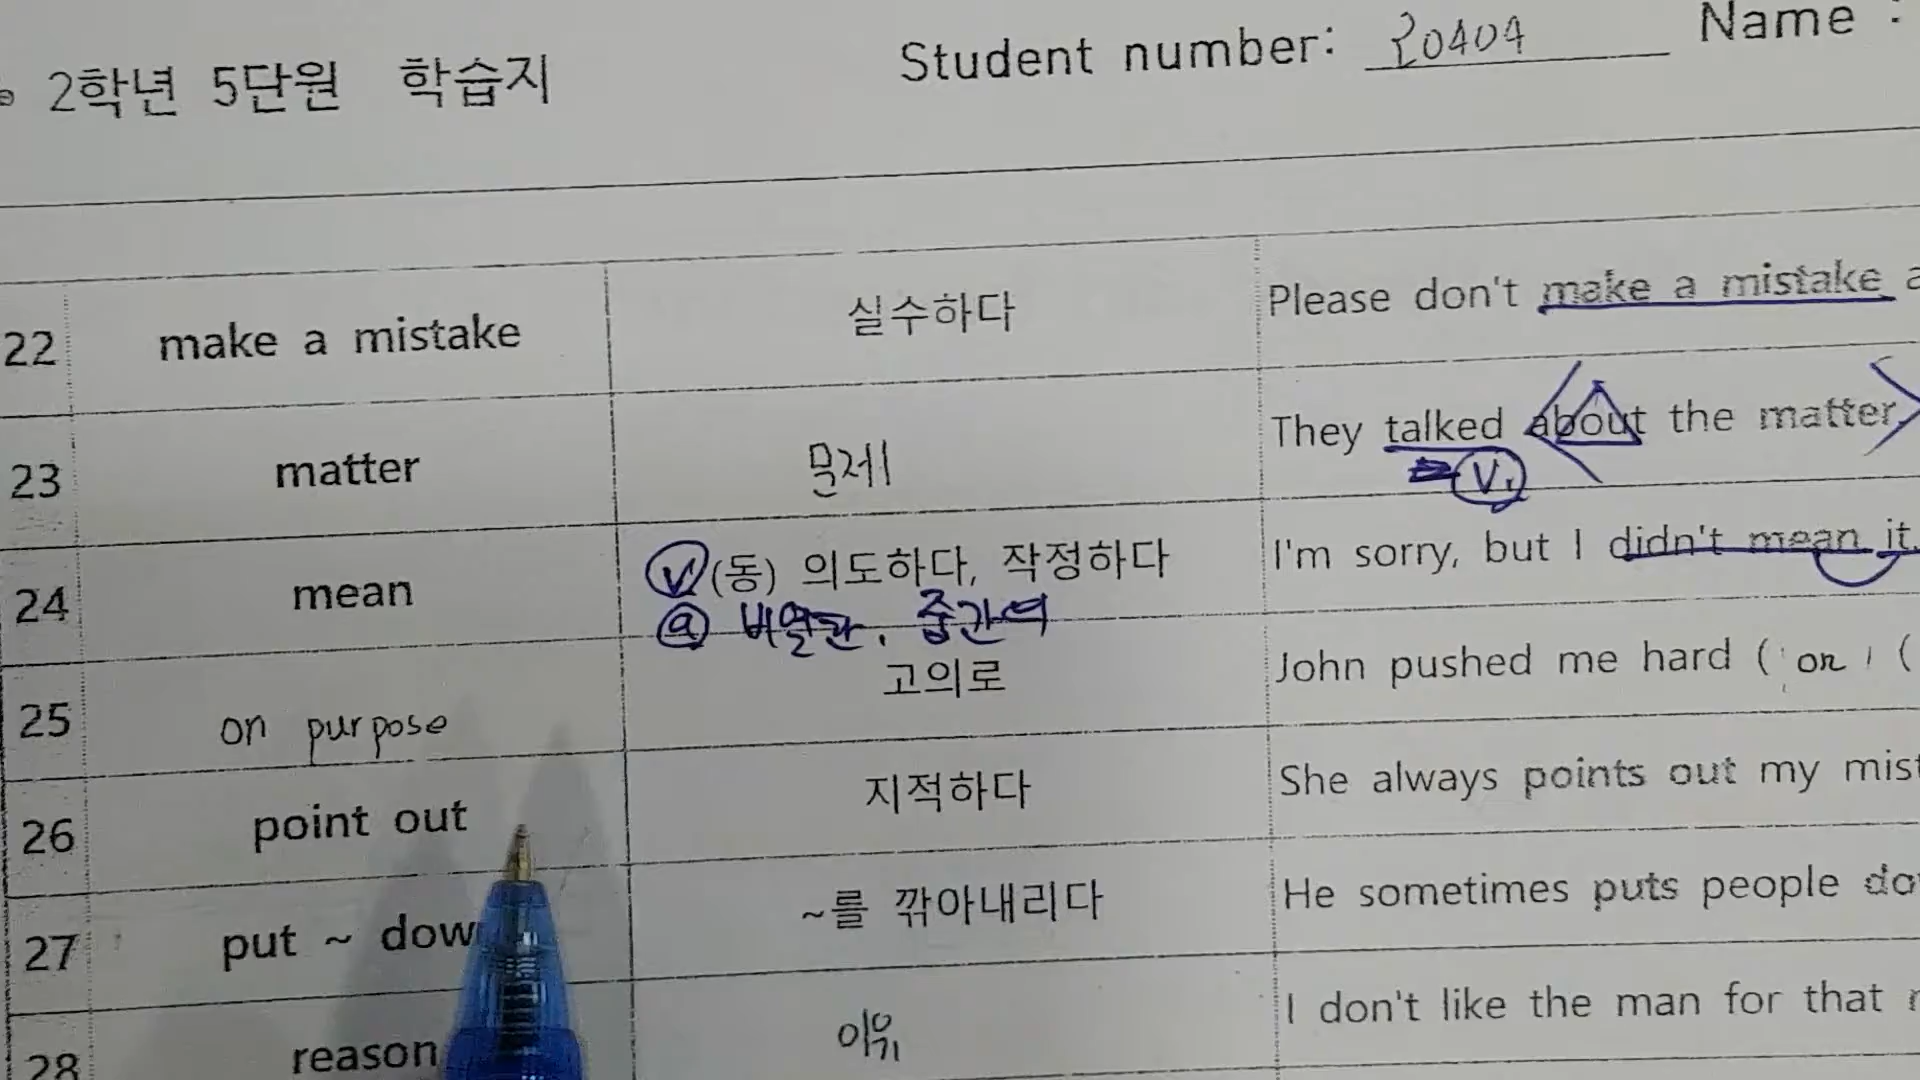 2학년 5단원 학습지 Student number: 20404 Name :
22 make a mistake 실수하다 Please don't make a mistake
23 matter 문제 They talked about the matter.
V.
24 mean V (동) 의도하다, 작정하다 I'm sorry, but I didn't mean it.
a 비열한, 중간의
25 on purpose 고의로 John pushed me hard ( on ) (
26 point out 지적하다 She always points out my
27 put ~ dow ~를 깎아내리다 He sometimes puts people
28 reason 이유 I don't like the man for that